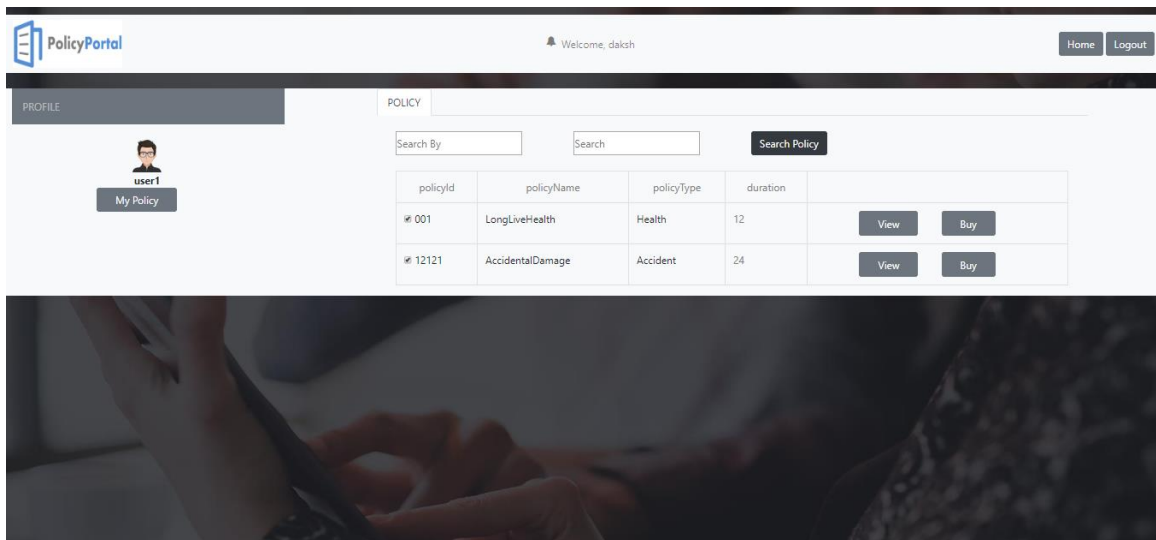 PolicyPortal
Welcome, daksh
Home Logout
PROFILE
user1
My Policy
POLICY
Search By Search Search Policy
policyId policyName policyType duration
001 LongLiveHealth Health 12 View Buy
12121 AccidentalDamage Accident 24 View Buy